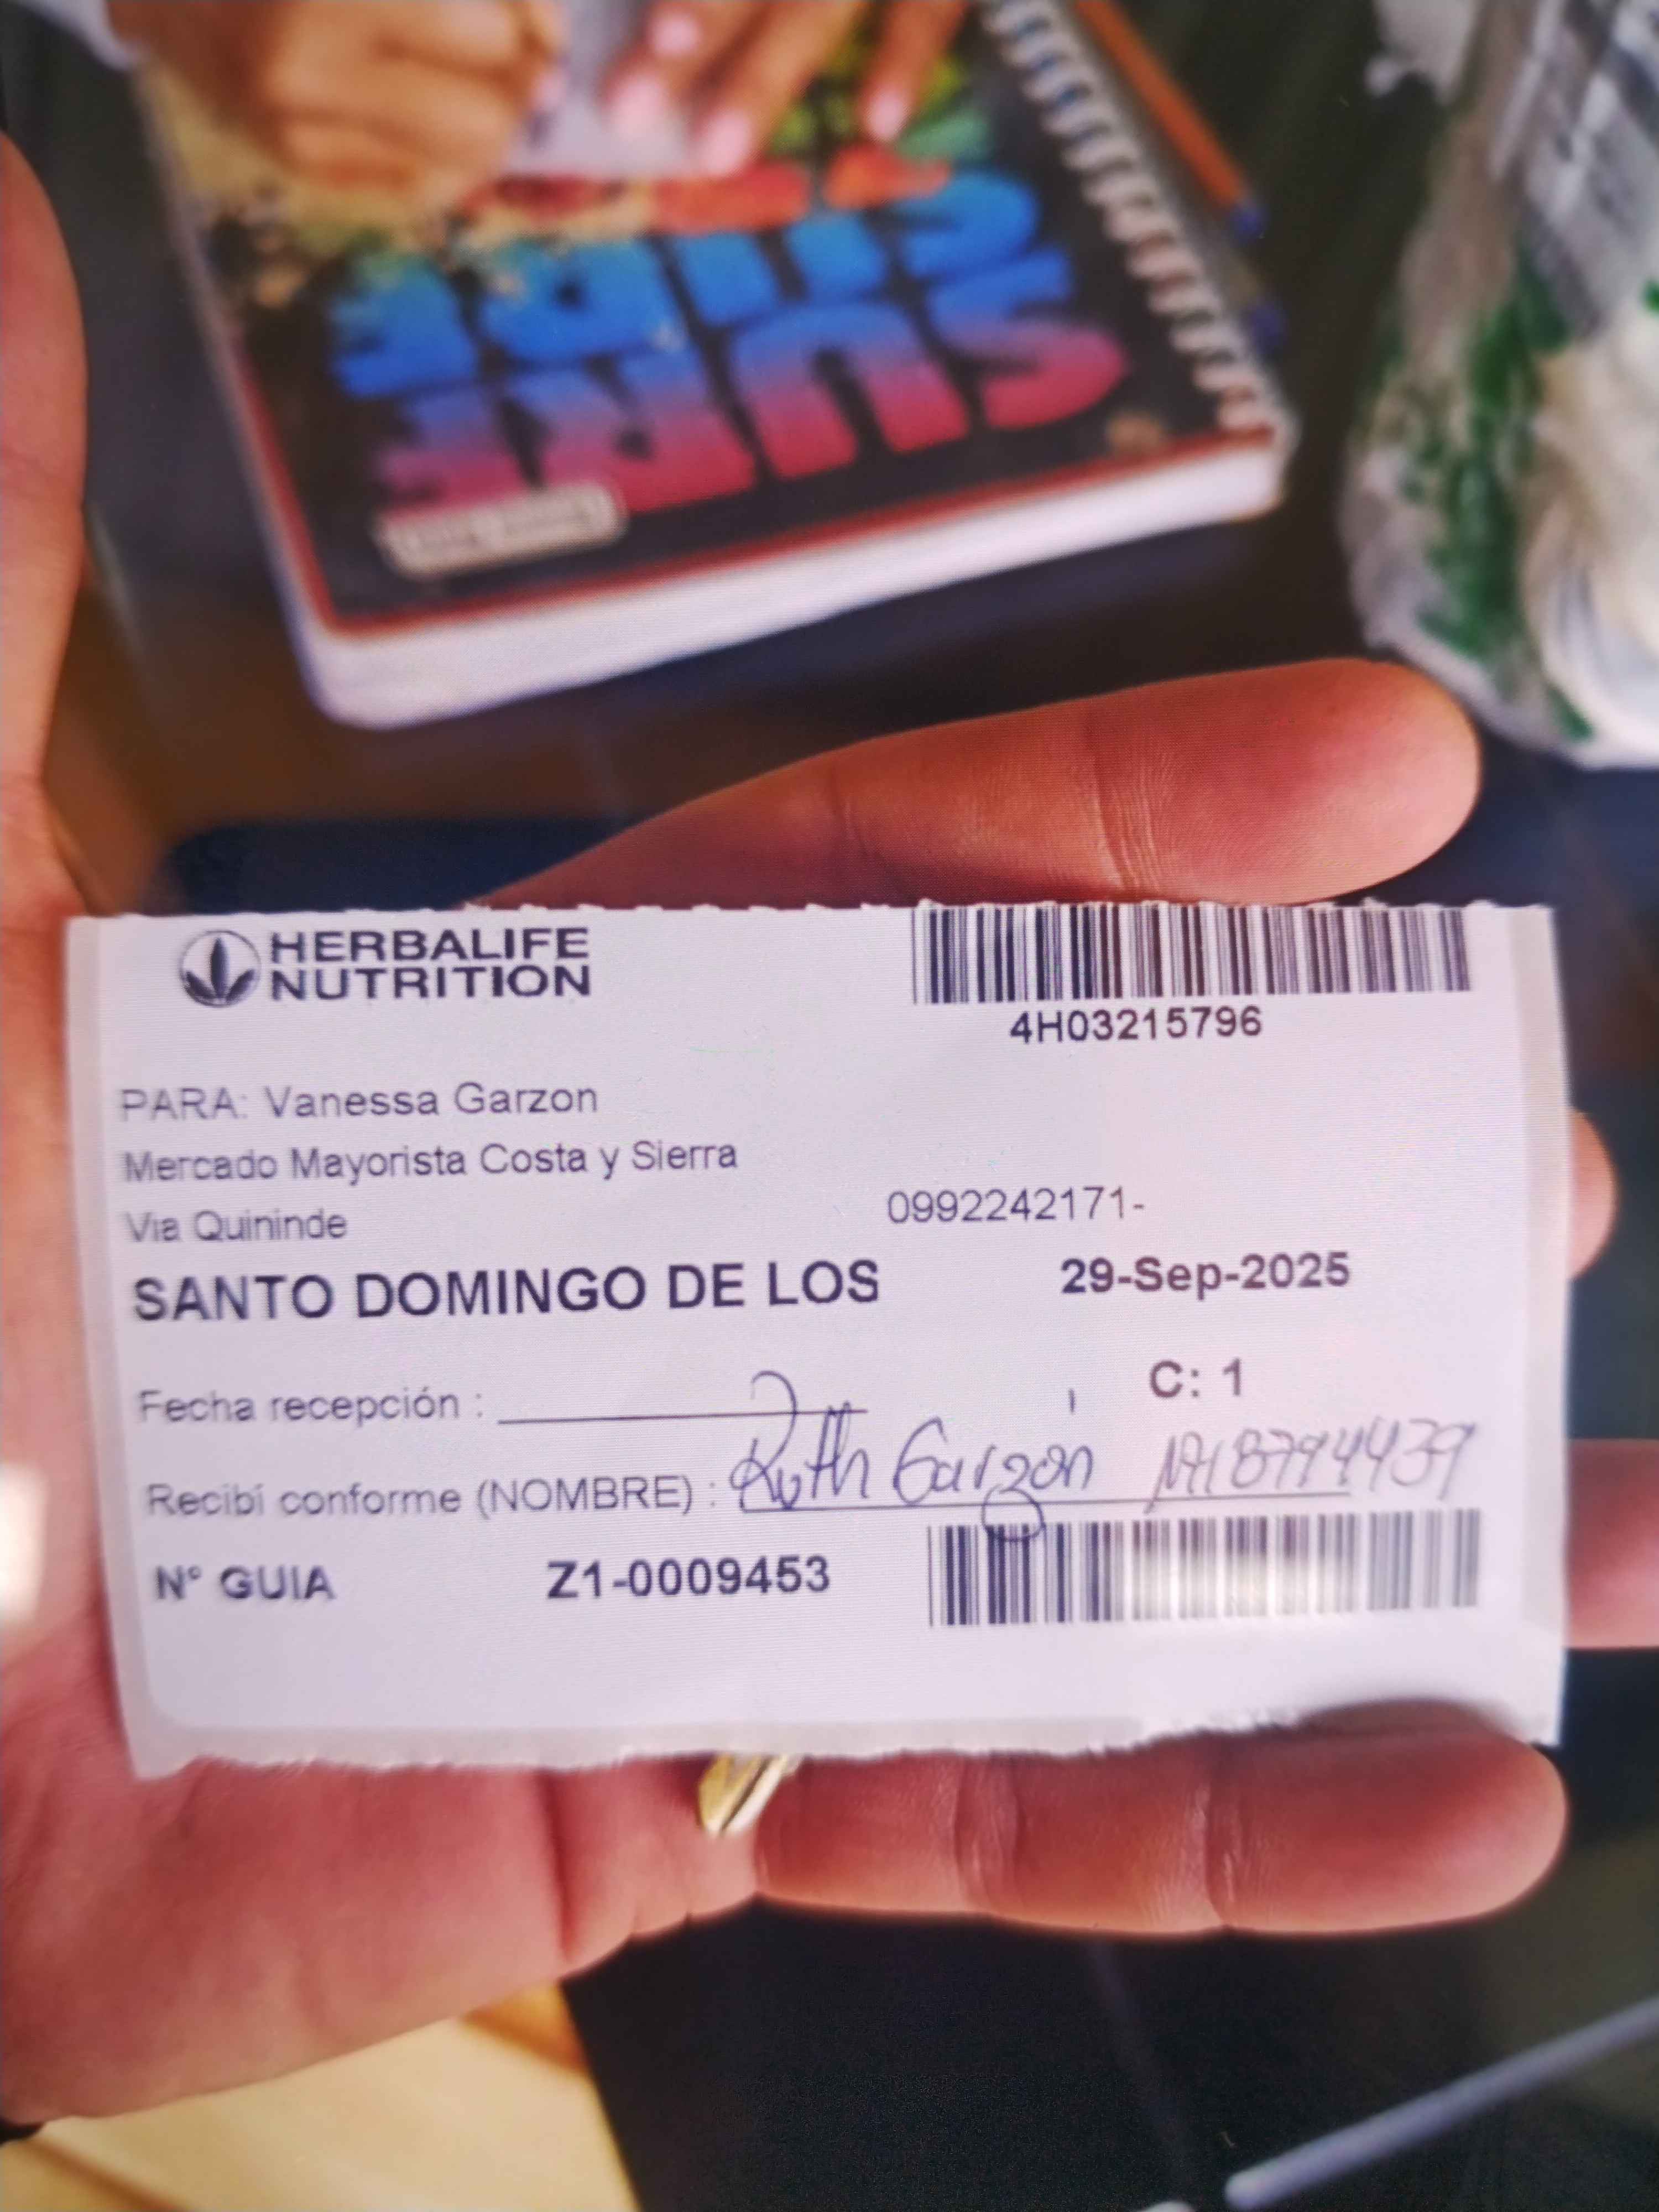 HERBALIFE
NUTRITION
4H03215796
PARA: Vanessa Garzon
Mercado Mayorista Costa y Sierra
Via Quininde
0992242171-
SANTO DOMINGO DE LOS
29-Sep-2025
Fecha recepción :
C: 1
Recibí conforme (NOMBRE) : Ruth Garzon
N° GUIA
Z1-0009453